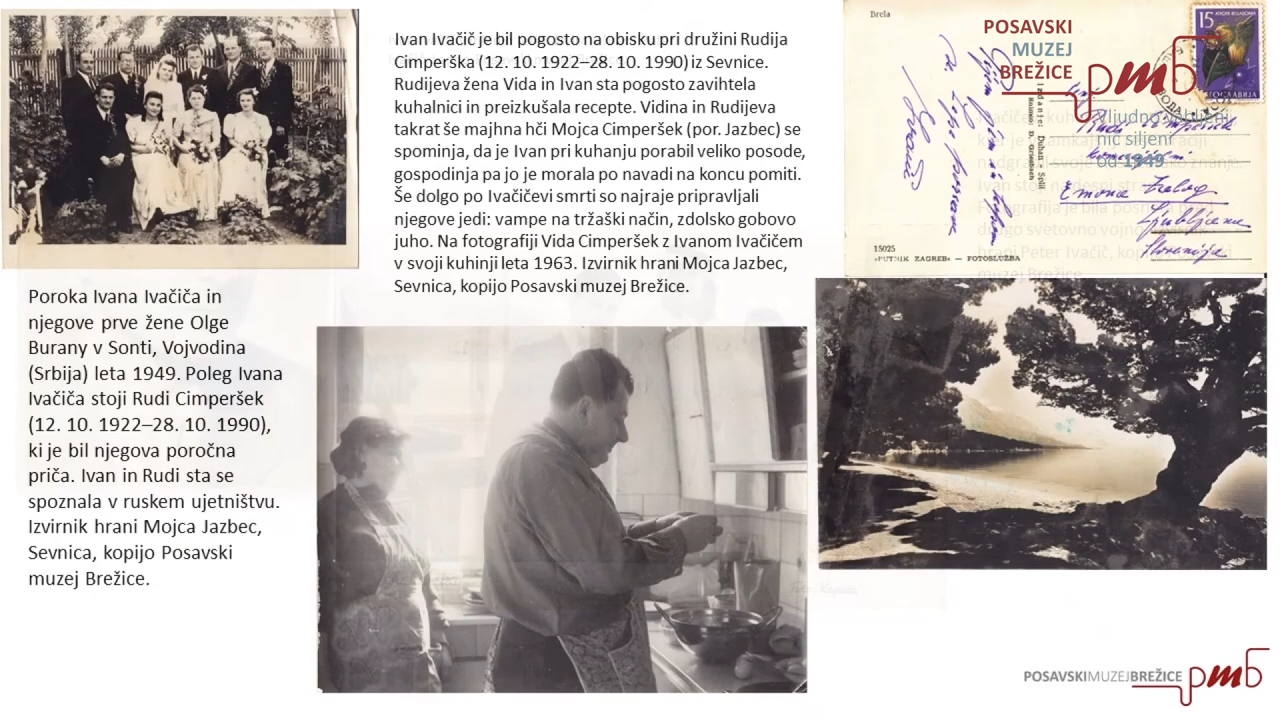 Ivan Ivačič je bil pogosto na obisku pri družini Rudija
Cimperška (12. 10. 1922–28. 10. 1990) iz Sevnice.
Rudijeva žena Vida in Ivan sta pogosto zavihtela
kuhalnici in preizkušala recepte. Vidina in Rudijeva
takrat še majhna hči Mojca Cimperšek (por. Jazbec) se
spominja, da je Ivan pri kuhanju porabil veliko posode,
gospodinja pa jo je morala po navadi na koncu pomiti.
Še dolgo po Ivačičevi smrti so najraje pripravljali
njegove jedi: vampe na tržaški način, zdolsko gobovo
juho. Na fotografiji Vida Cimperšek z Ivanom Ivačičem
v svoji kuhinji leta 1963. Izvirnik hrani Mojca Jazbec,
Sevnica, kopijo Posavski muzej Brežice.
Poroka Ivana Ivačiča in
njegove prve žene Olge
Burany v Sonti, Vojvodina
(Srbija) leta 1949. Poleg Ivana
Ivačiča stoji Rudi Cimperšek
(12. 10. 1922–28. 10. 1990),
ki je bil njegova poročna
priča. Ivan in Rudi sta se
spoznala v ruskem ujetništvu.
Izvirnik hrani Mojca Jazbec,
Sevnica, kopijo Posavski
muzej Brežice.
Brela
15
POSAVSKI
MUZEJ
BREŽICE
pmb
Vljudno vabljeni,
nič siljeni
od 1949
Emona
Ljubljana
Slovenija
15025
»PUTNIK ZAGREB« — FOTOSLUŽBA
POSAVSKIMUZEJBREŽICE pmb